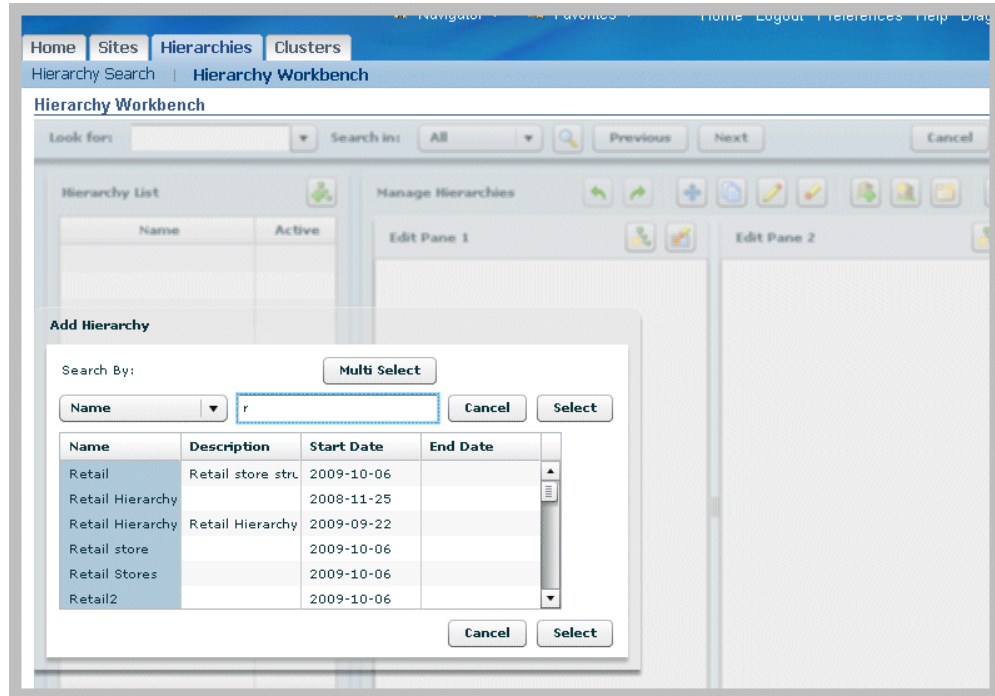 Navigator Favorites Home Logout Preferences Help Diag
Home Sites Hierarchies Clusters
Hierarchy Search | Hierarchy Workbench
Hierarchy Workbench
Look for: Search in: All Previous Next Cancel
Hierarchy List Manage Hierarchies
Name Active Edit Pane 1 Edit Pane 2
Add Hierarchy
Search By: Multi Select
Name r Cancel Select
Name Description Start Date End Date
Retail Retail store stru 2009-10-06
Retail Hierarchy 2008-11-25
Retail Hierarchy Retail Hierarchy 2009-09-22
Retail store 2009-10-06
Retail Stores 2009-10-06
Retail2 2009-10-06
Cancel Select